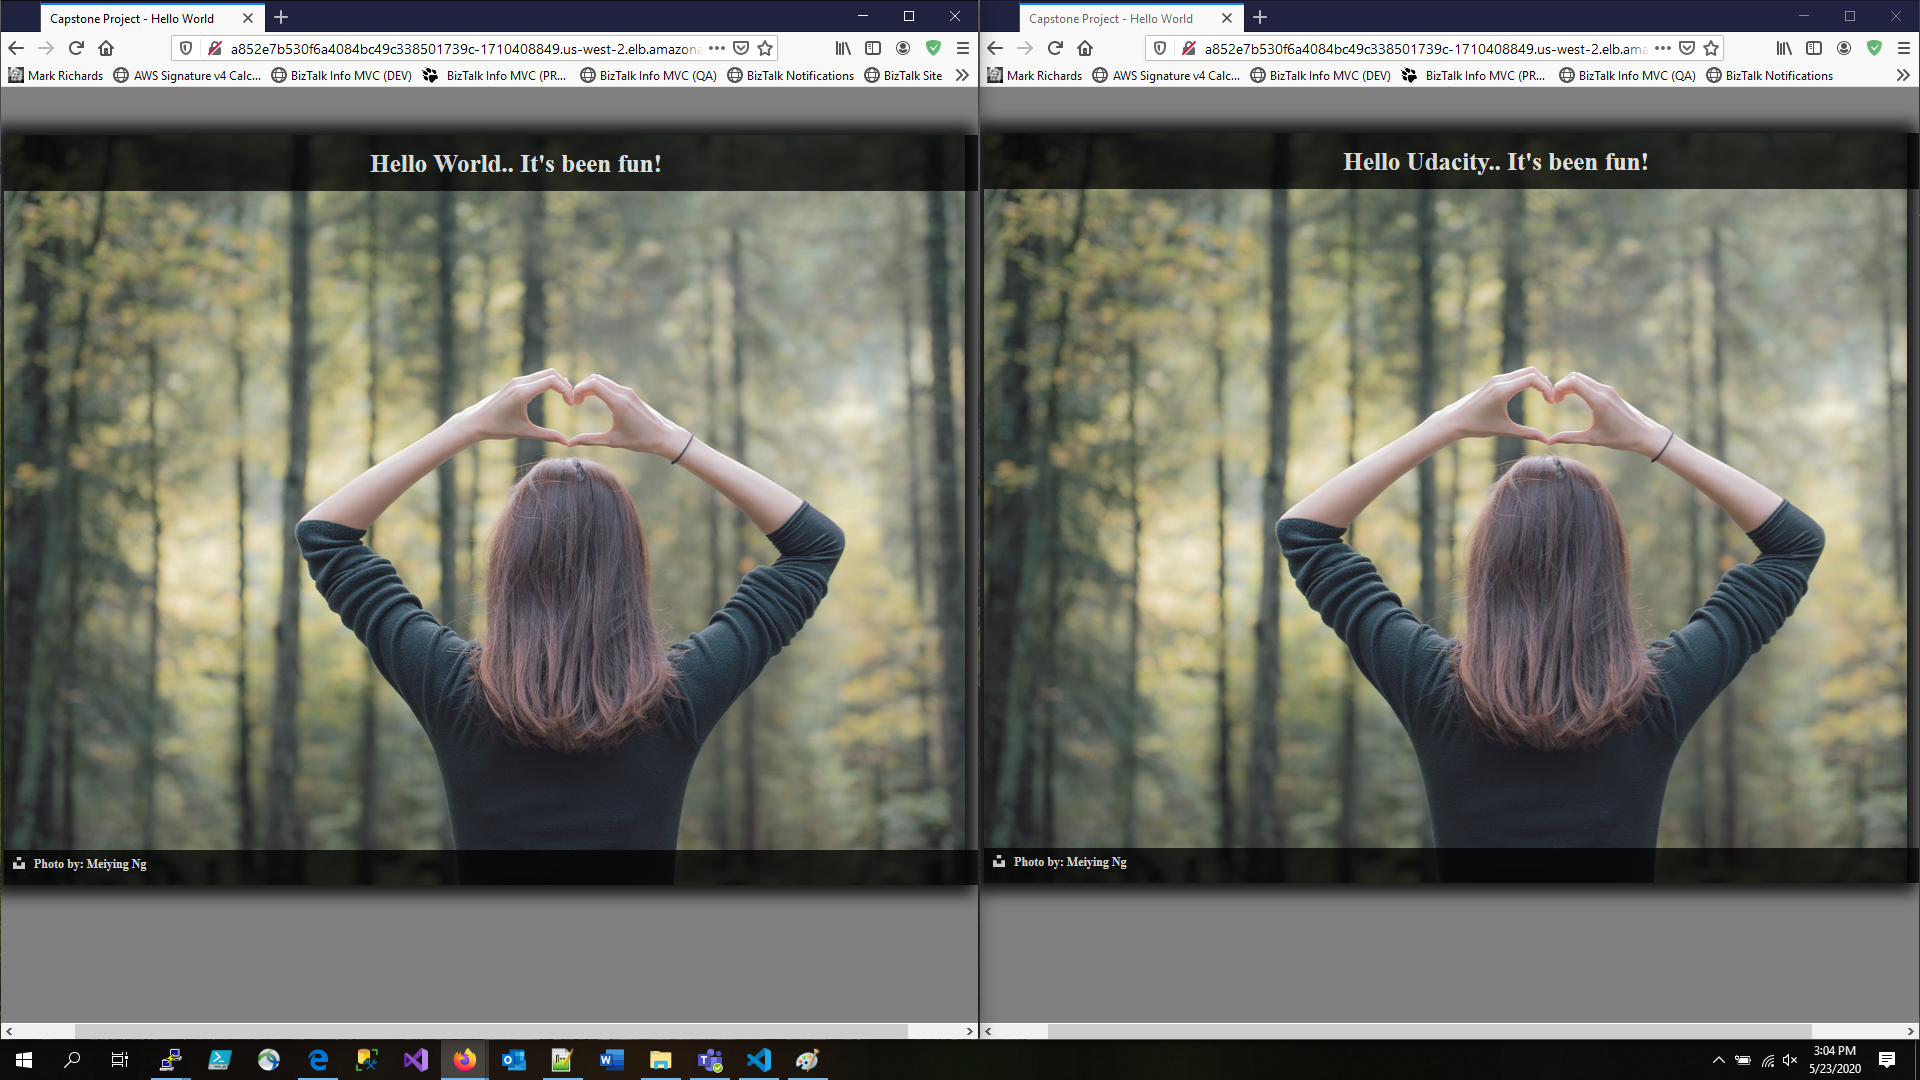 Capstone Project - Hello World
a852e7b530f6a4084bc49c338501739c-1710408849.us-west-2.elb.amazona
Mark Richards
AWS Signature v4 Calc...
BizTalk Info MVC (DEV)
BizTalk Info MVC (PR...
BizTalk Info MVC (QA)
BizTalk Notifications
BizTalk Site
Hello World.. It's been fun!
Photo by: Meiying Ng
Capstone Project - Hello World
a852e7b530f6a4084bc49c338501739c-1710408849.us-west-2.elb.ama
Mark Richards
AWS Signature v4 Calc...
BizTalk Info MVC (DEV)
BizTalk Info MVC (PR...
BizTalk Info MVC (QA)
BizTalk Notifications
Hello Udacity.. It's been fun!
Photo by: Meiying Ng
3:04 PM
5/23/2020